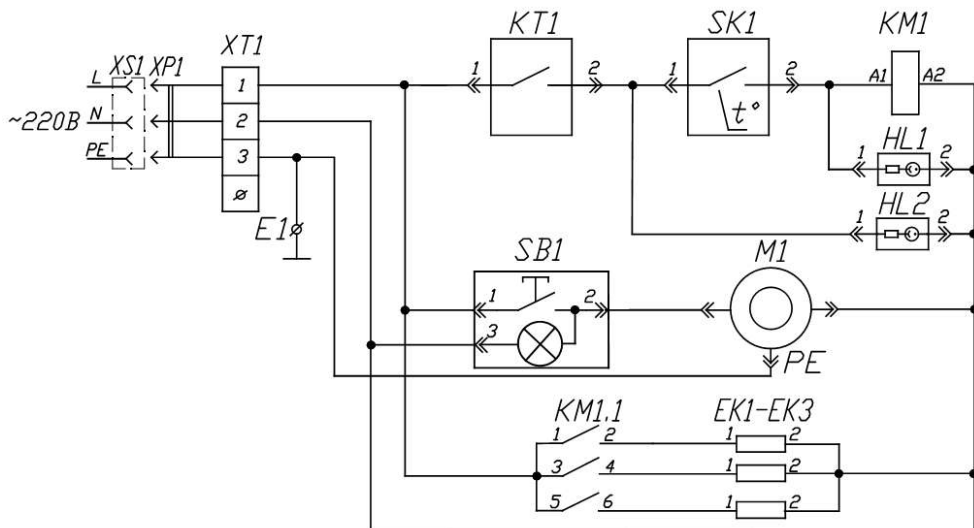 KT1 SK1 KM1
XS1 XP1 XT1
L 1 1 2 1 2 A1 A2
~220В N 2 t°
PE 3 1 HL1 2
ø
E1 1 HL2 2
SB1 M1
1 2
3
PE
KM1.1 EK1-EK3
1 2 1 2
3 4 1 2
5 6 1 2